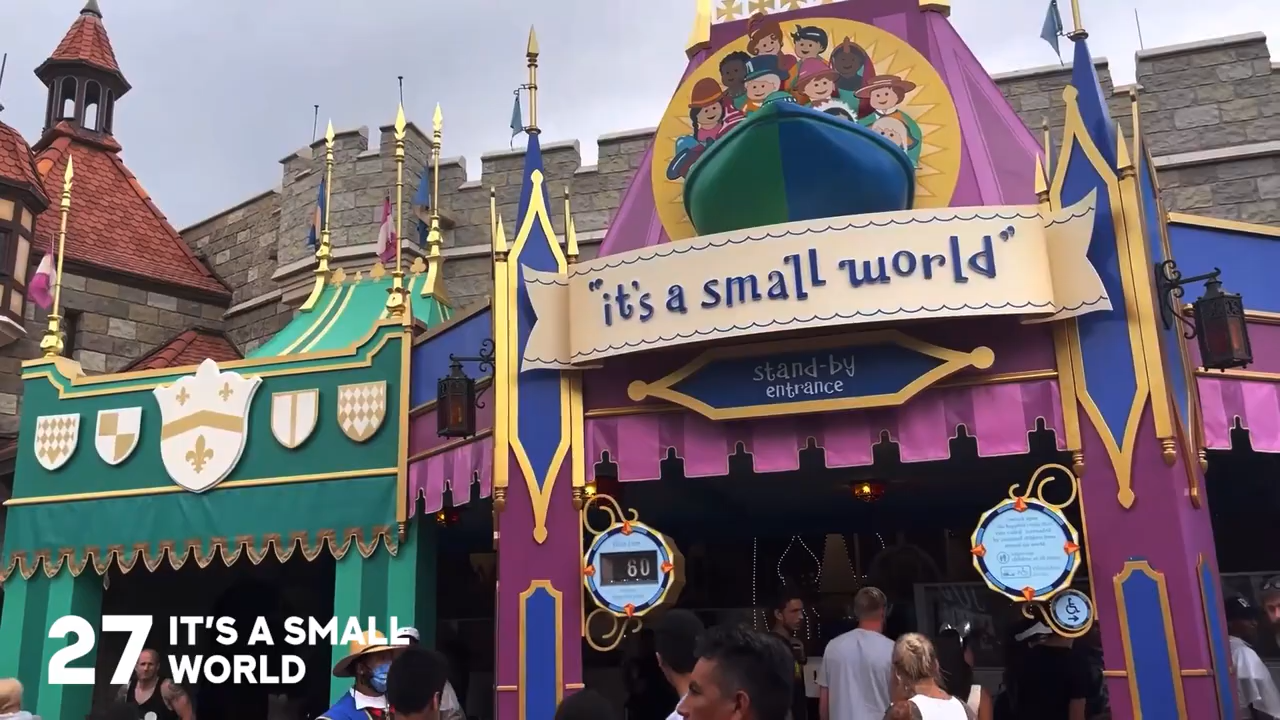 "it's a small world"
stand-by
entrance
80
27 IT'S A SMALL
WORLD